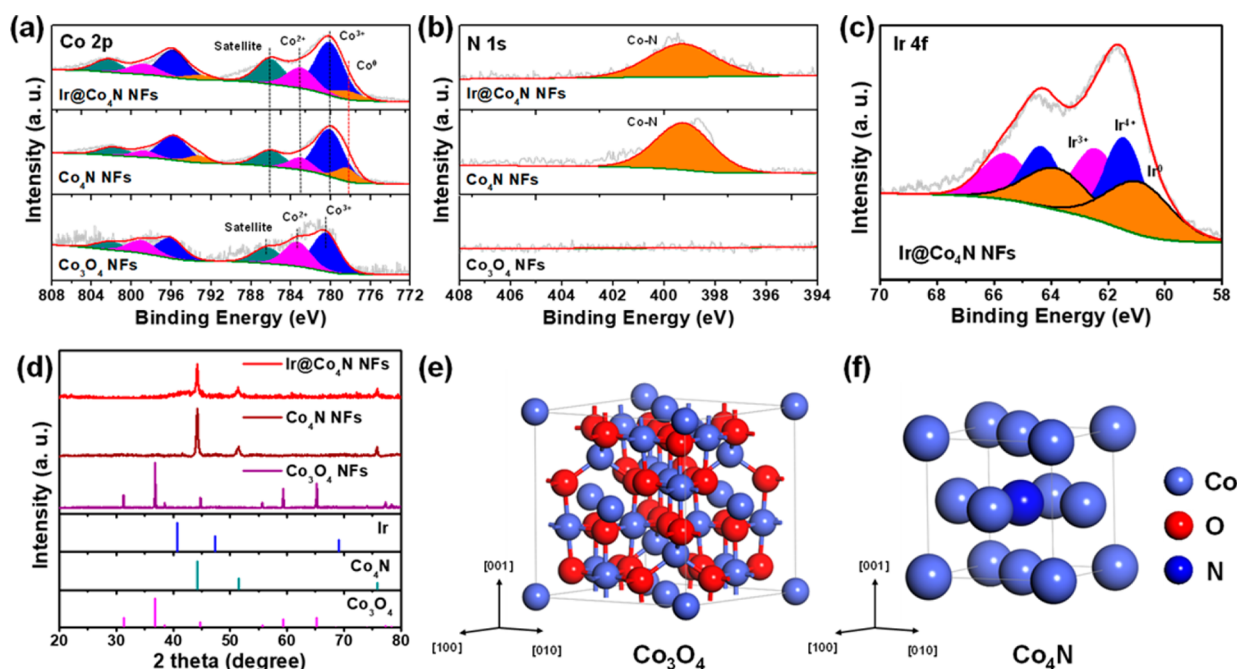 (a)
Co 2p
Satellite
Co²⁺
Co³⁺
Co⁰
Ir@Co₄N NFs
Co₄N NFs
Satellite
Co²⁺
Co³⁺
Co₃O₄ NFs
Intensity (a. u.)
808 804 800 796 792 788 784 780 776 772
Binding Energy (eV)
(b)
N 1s
Co-N
Ir@Co₄N NFs
Co-N
Co₄N NFs
Co₃O₄ NFs
Intensity (a. u.)
408 406 404 402 400 398 396 394
Binding Energy (eV)
(c)
Ir 4f
Ir³⁺
Ir⁴⁺
Ir⁰
Ir@Co₄N NFs
Intensity (a. u.)
70 68 66 64 62 60 58
Binding Energy (eV)
(d)
Ir@Co₄N NFs
Co₄N NFs
Co₃O₄ NFs
Ir
Co₄N
Co₃O₄
Intensity (a. u.)
20 30 40 50 60 70 80
2 theta (degree)
(e)
[001]
[100]
[010]
Co₃O₄
(f)
[001]
[100]
[010]
Co₄N
Co
O
N